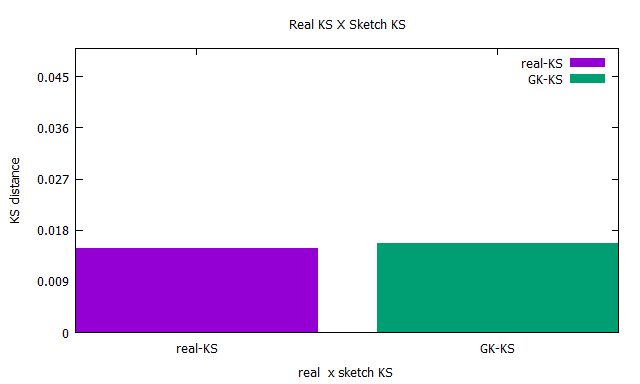 Real KS X Sketch KS
real-KS
GK-KS
0.045
0.036
0.027
0.018
0.009
0
KS distance
real-KS
GK-KS
real  x sketch KS